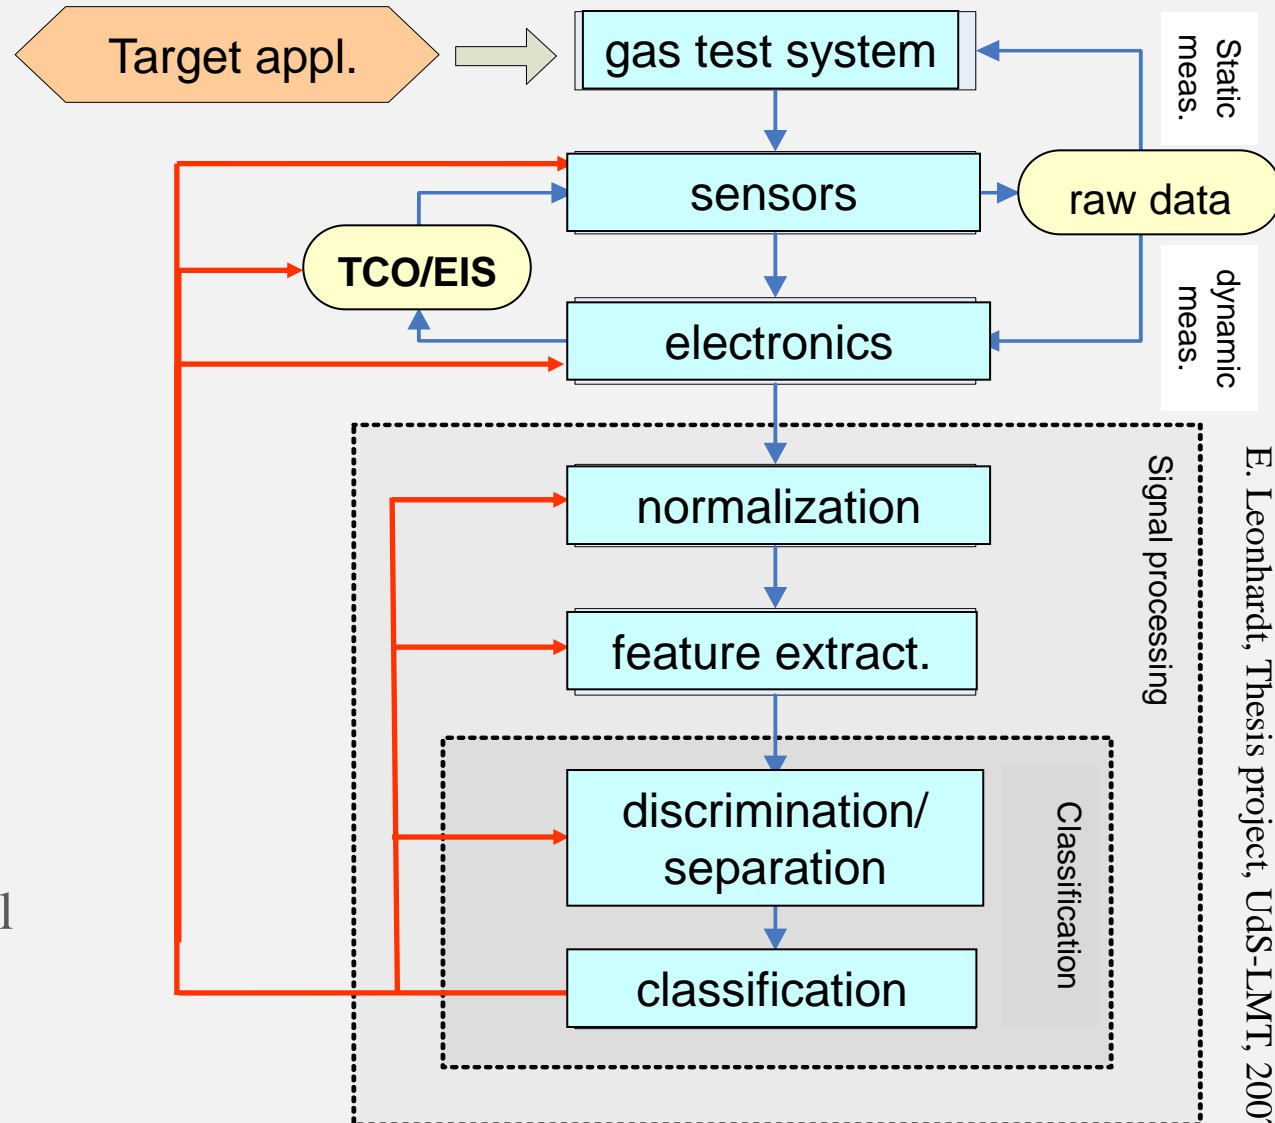 Target appl.
gas test system
Static
meas.
sensors
raw data
TCO/EIS
dynamic
meas.
electronics
Signal processing
normalization
feature extract.
discrimination/
separation
Classification
classification
E. Leonhardt, Thesis project, UdS-LMT,